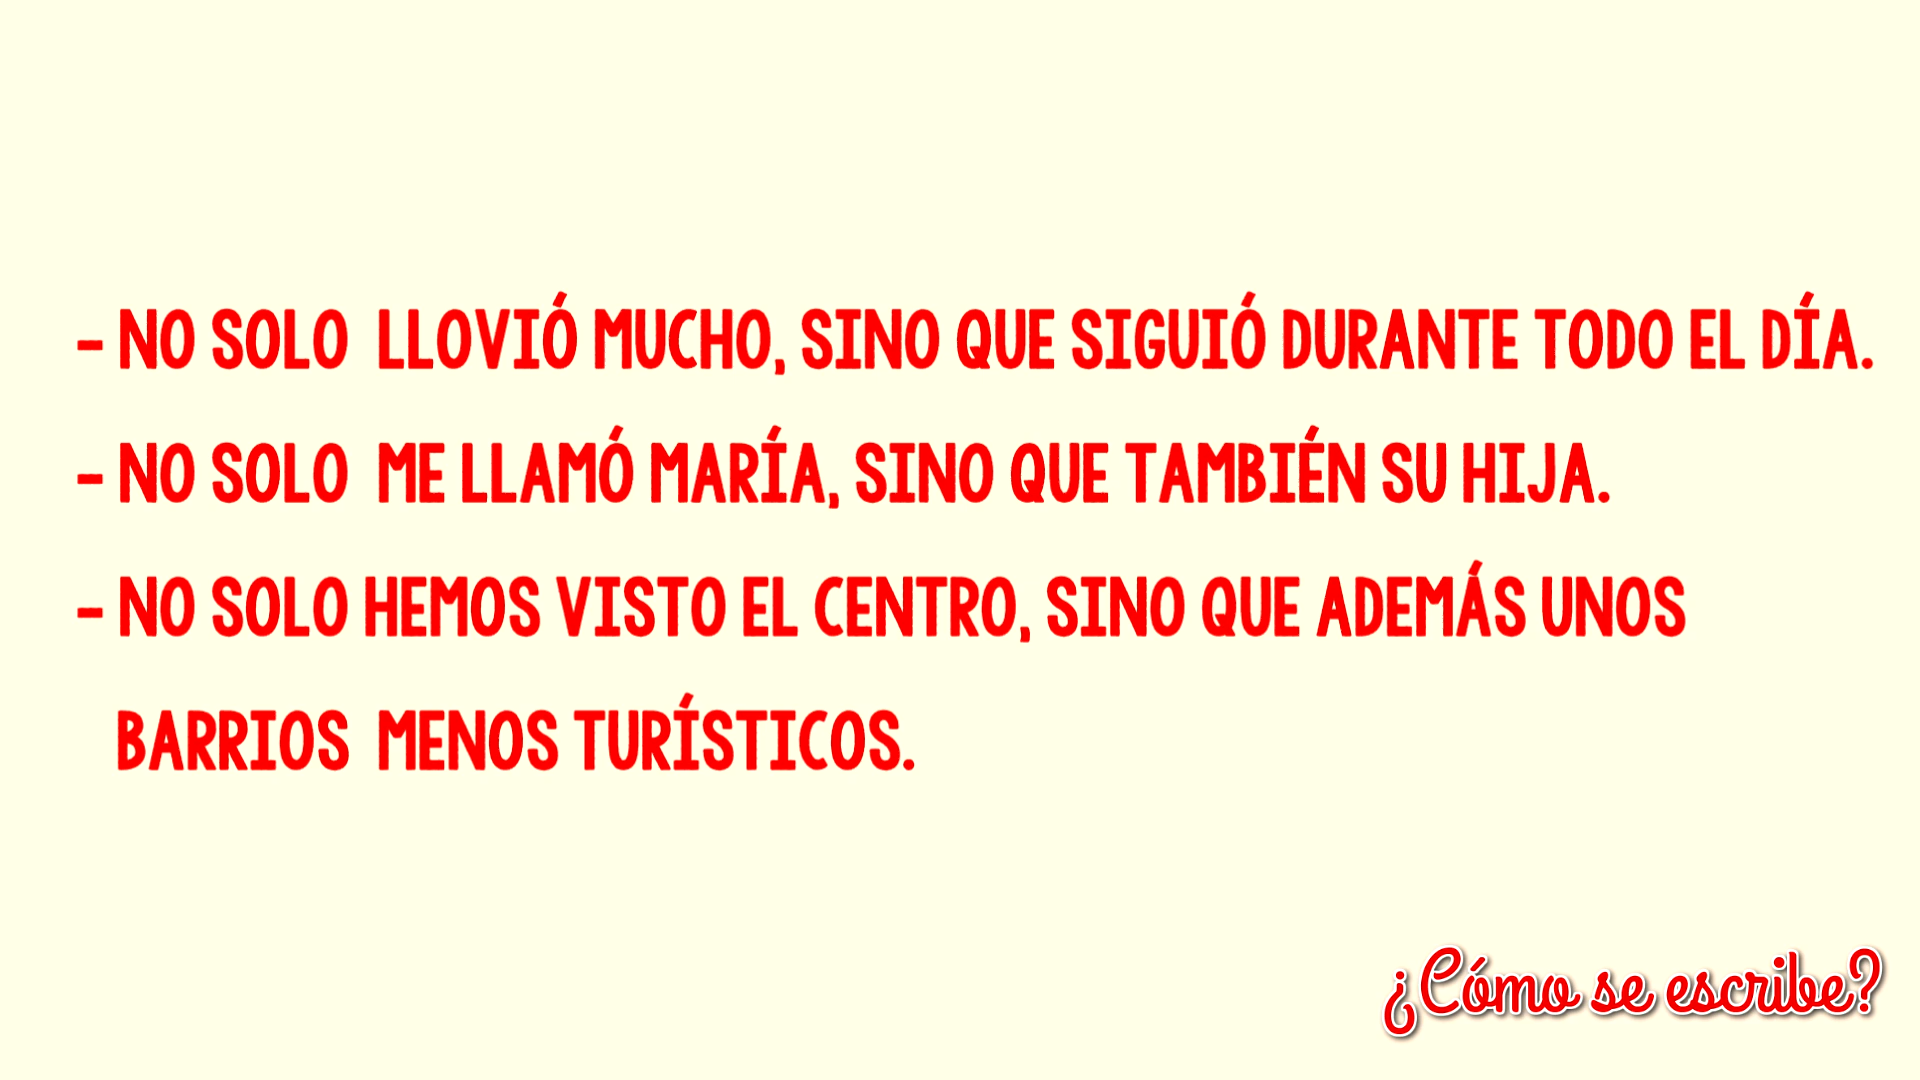 - NO SOLO LLOVIÓ MUCHO, SINO QUE SIGUIÓ DURANTE TODO EL DÍA.
- NO SOLO ME LLAMÓ MARÍA, SINO QUE TAMBIÉN SU HIJA.
- NO SOLO HEMOS VISTO EL CENTRO, SINO QUE ADEMÁS UNOS
BARRIOS MENOS TURÍSTICOS.
¿Cómo se escribe?